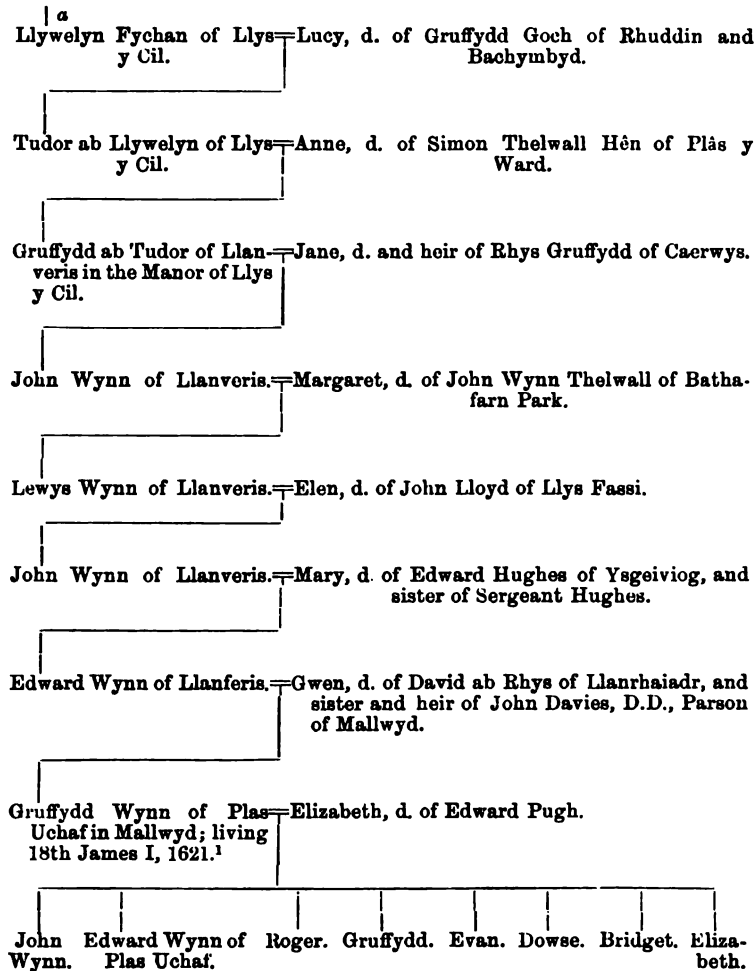 a
Llywelyn Fychan of Llys=Lucy, d. of Gruffydd Goch of Rhuddin and
y Cil. Bachymbyd.
Tudor ab Llywelyn of Llys=Anne, d. of Simon Thelwall Hên of Plâs y
y Cil. Ward.
Gruffydd ab Tudor of Llan-=Jane, d. and heir of Rhys Gruffydd of Caerwys.
veris in the Manor of Llys
y Cil.
John Wynn of Llanveris.=Margaret, d. of John Wynn Thelwall of Batha-
farn Park.
Lewys Wynn of Llanveris.=Elen, d. of John Lloyd of Llys Fassi.
John Wynn of Llanveris.=Mary, d. of Edward Hughes of Ysgeiviog, and
sister of Sergeant Hughes.
Edward Wynn of Llanferis.=Gwen, d. of David ab Rhys of Llanrhaiadr, and
sister and heir of John Davies, D.D., Parson
of Mallwyd.
Gruffydd Wynn of Plas=Elizabeth, d. of Edward Pugh.
Uchaf in Mallwyd; living
18th James I, 1621.¹
John Edward Wynn of Roger. Gruffydd. Evan. Dowse. Bridget. Eliza-
Wynn. Plas Uchaf. beth.